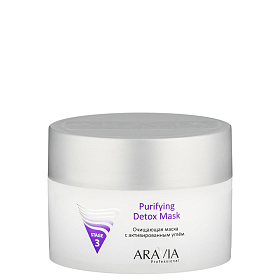 Purifying
Detox Mask
Очищающая маска
с активированным углём
STAGE
3
ARAVIA
Professional